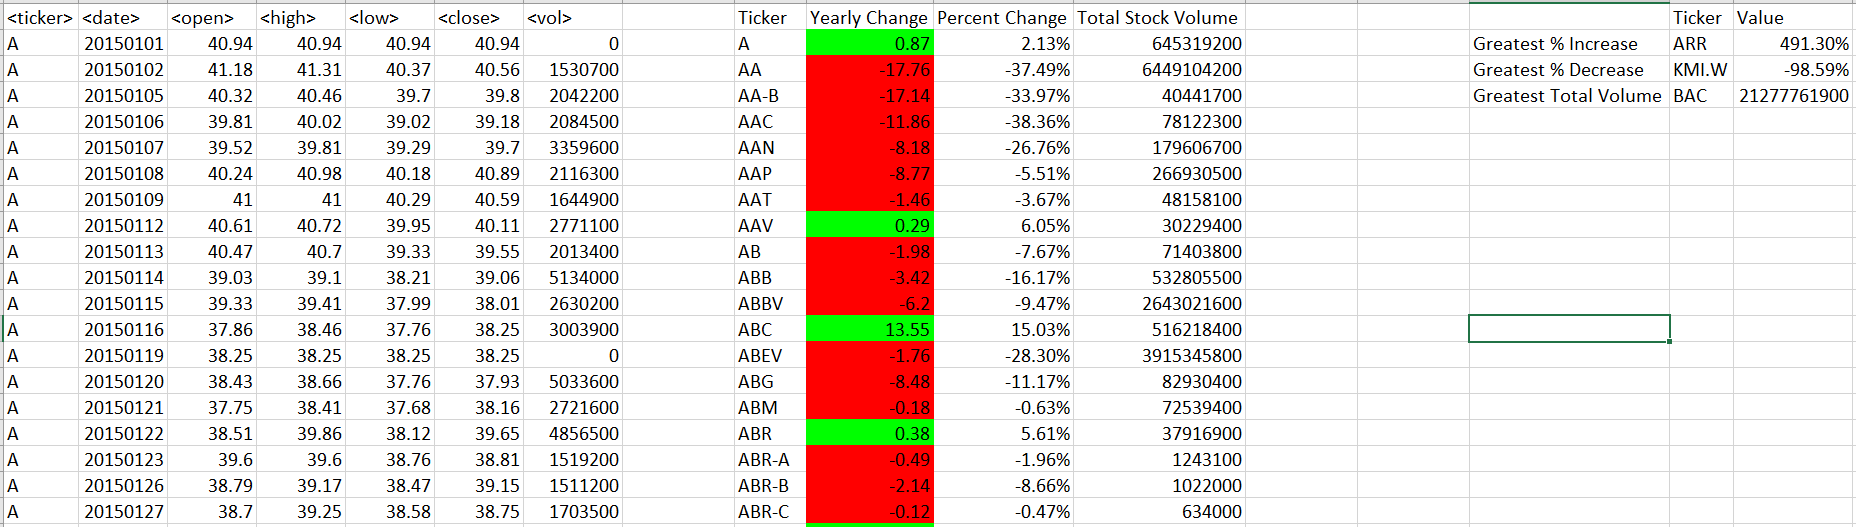 <ticker> <date> <open> <high> <low> <close> <vol> Ticker Yearly Change Percent Change Total Stock Volume Ticker Value
A 20150101 40.94 40.94 40.94 40.94 0 A 0.87 2.13% 645319200 Greatest % Increase ARR 491.30%
A 20150102 41.18 41.31 40.37 40.56 1530700 AA -17.76 -37.49% 6449104200 Greatest % Decrease KMI.W -98.59%
A 20150105 40.32 40.46 39.7 39.8 2042200 AA-B -17.14 -33.97% 40441700 Greatest Total Volume BAC 21277761900
A 20150106 39.81 40.02 39.02 39.18 2084500 AAC -11.86 -38.36% 78122300
A 20150107 39.52 39.81 39.29 39.7 3359600 AAN -8.18 -26.76% 179606700
A 20150108 40.24 40.98 40.18 40.89 2116300 AAP -8.77 -5.51% 266930500
A 20150109 41 41 40.29 40.59 1644900 AAT -1.46 -3.67% 48158100
A 20150112 40.61 40.72 39.95 40.11 2771100 AAV 0.29 6.05% 30229400
A 20150113 40.47 40.7 39.33 39.55 2013400 AB -1.98 -7.67% 71403800
A 20150114 39.03 39.1 38.21 39.06 5134000 ABB -3.42 -16.17% 532805500
A 20150115 39.33 39.41 37.99 38.01 2630200 ABBV -6.2 -9.47% 2643021600
A 20150116 37.86 38.46 37.76 38.25 3003900 ABC 13.55 15.03% 516218400
A 20150119 38.25 38.25 38.25 38.25 0 ABEV -1.76 -28.30% 3915345800
A 20150120 38.43 38.66 37.76 37.93 5033600 ABG -8.48 -11.17% 82930400
A 20150121 37.75 38.41 37.68 38.16 2721600 ABM -0.18 -0.63% 72539400
A 20150122 38.51 39.86 38.12 39.65 4856500 ABR 0.38 5.61% 37916900
A 20150123 39.6 39.6 38.76 38.81 1519200 ABR-A -0.49 -1.96% 1243100
A 20150126 38.79 39.17 38.47 39.15 1511200 ABR-B -2.14 -8.66% 1022000
A 20150127 38.7 39.25 38.58 38.75 1703500 ABR-C -0.12 -0.47% 634000